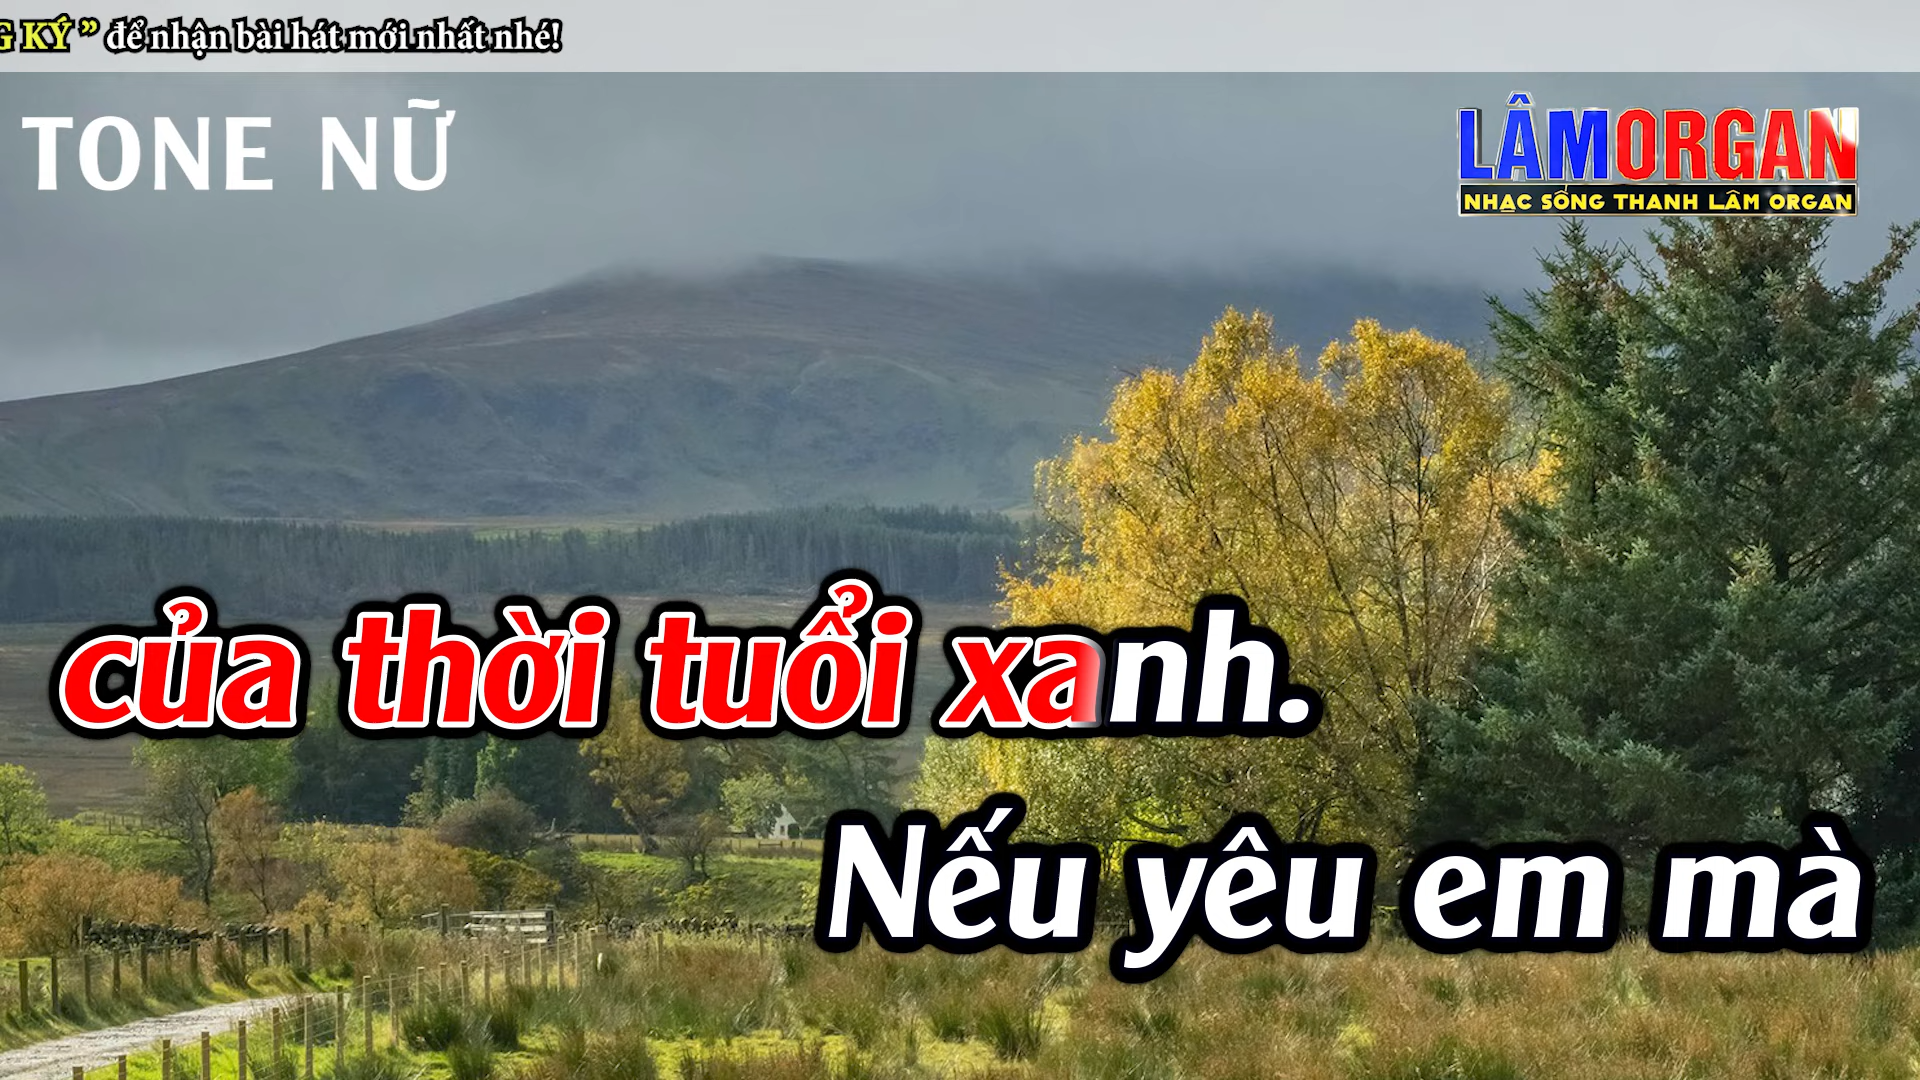 KÝ ” để nhận bài hát mới nhất nhé!
TONE NỮ
LÂMORGAN
NHẠC SỐNG THANH LÂM ORGAN
của thời tuổi xanh.
Nếu yêu em mà